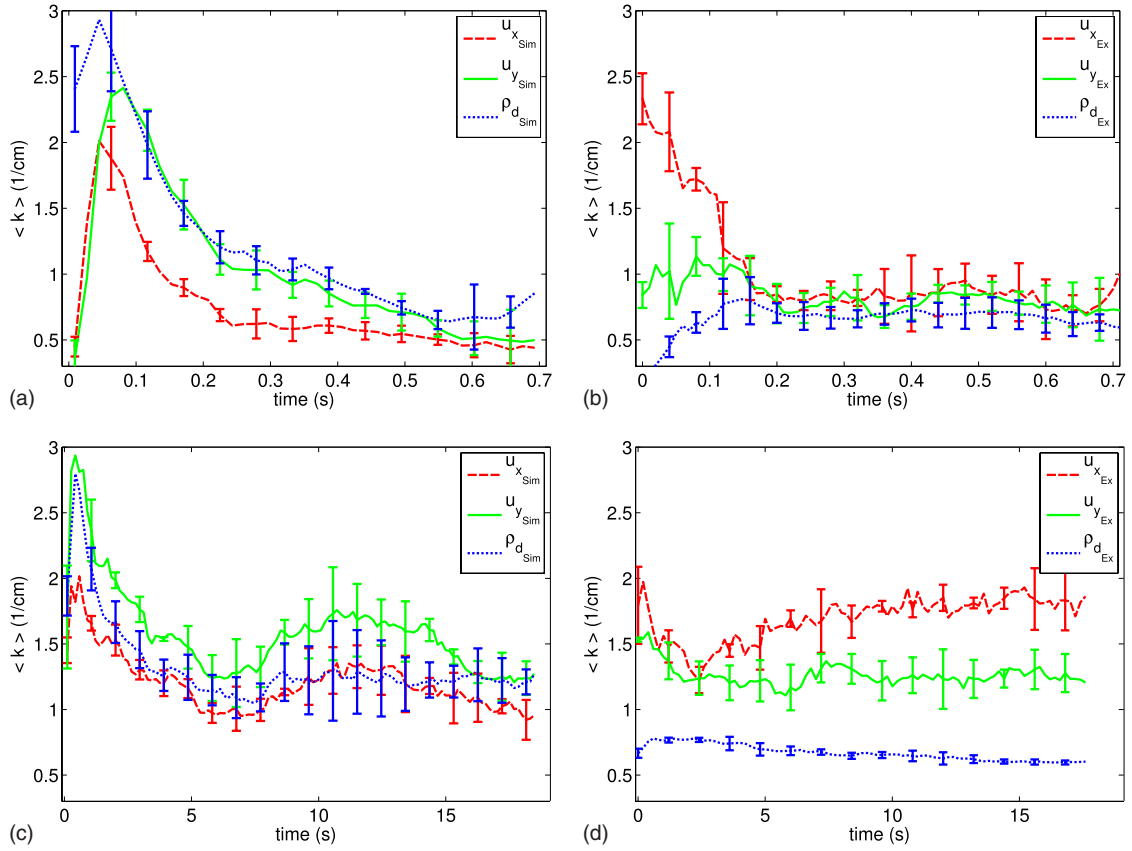 3
2.5
2
1.5
1
0.5
< k > (1/cm)
0
0.1
0.2
0.3
0.4
0.5
0.6
0.7
time (s)
u_x_Sim
u_y_Sim
ρ_d_Sim
(a)
3
2.5
2
1.5
1
0.5
< k > (1/cm)
0
0.1
0.2
0.3
0.4
0.5
0.6
0.7
time (s)
u_x_Ex
u_y_Ex
ρ_d_Ex
(b)
3
2.5
2
1.5
1
0.5
< k > (1/cm)
0
5
10
15
time (s)
u_x_Sim
u_y_Sim
ρ_d_Sim
(c)
3
2.5
2
1.5
1
0.5
< k > (1/cm)
0
5
10
15
time (s)
u_x_Ex
u_y_Ex
ρ_d_Ex
(d)